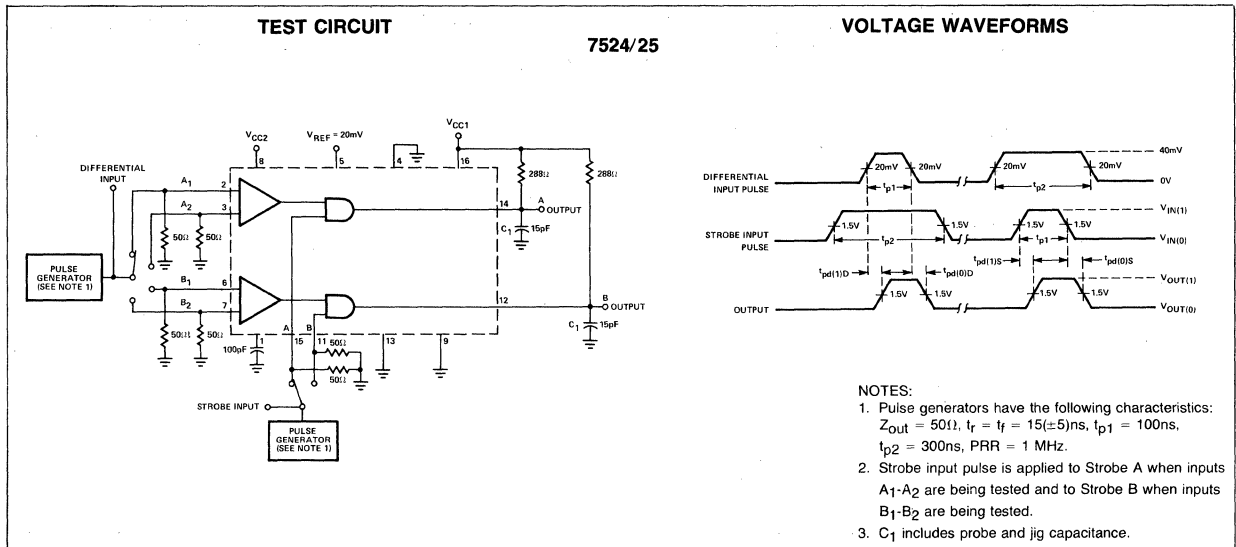 TEST CIRCUIT
VOLTAGE WAVEFORMS
7524/25
VCC2
8
VREF = 20mV
5
4
VCC1
16
DIFFERENTIAL
INPUT
A1
2
A2
3
50Ω
50Ω
PULSE
GENERATOR
(SEE NOTE 1)
B1
6
B2
7
50Ω
50Ω
288Ω
288Ω
14
A
OUTPUT
C1
15pF
12
B
OUTPUT
C1
15pF
100pF
1
A
15
B
11
50Ω
50Ω
13
9
STROBE INPUT
PULSE
GENERATOR
(SEE NOTE 1)
DIFFERENTIAL
INPUT PULSE
20mV
20mV
tp1
20mV
20mV
tp2
40mV
0V
STROBE INPUT
PULSE
1.5V
1.5V
tp2
1.5V
1.5V
tp1
VIN(1)
VIN(0)
tpd(1)D
tpd(0)D
tpd(1)S
tpd(0)S
OUTPUT
1.5V
1.5V
1.5V
1.5V
VOUT(1)
VOUT(0)
NOTES:
1. Pulse generators have the following characteristics:
Zout = 50Ω, tr = tf = 15(±5)ns, tp1 = 100ns,
tp2 = 300ns, PRR = 1 MHz.
2. Strobe input pulse is applied to Strobe A when inputs
A1-A2 are being tested and to Strobe B when inputs
B1-B2 are being tested.
3. C1 includes probe and jig capacitance.